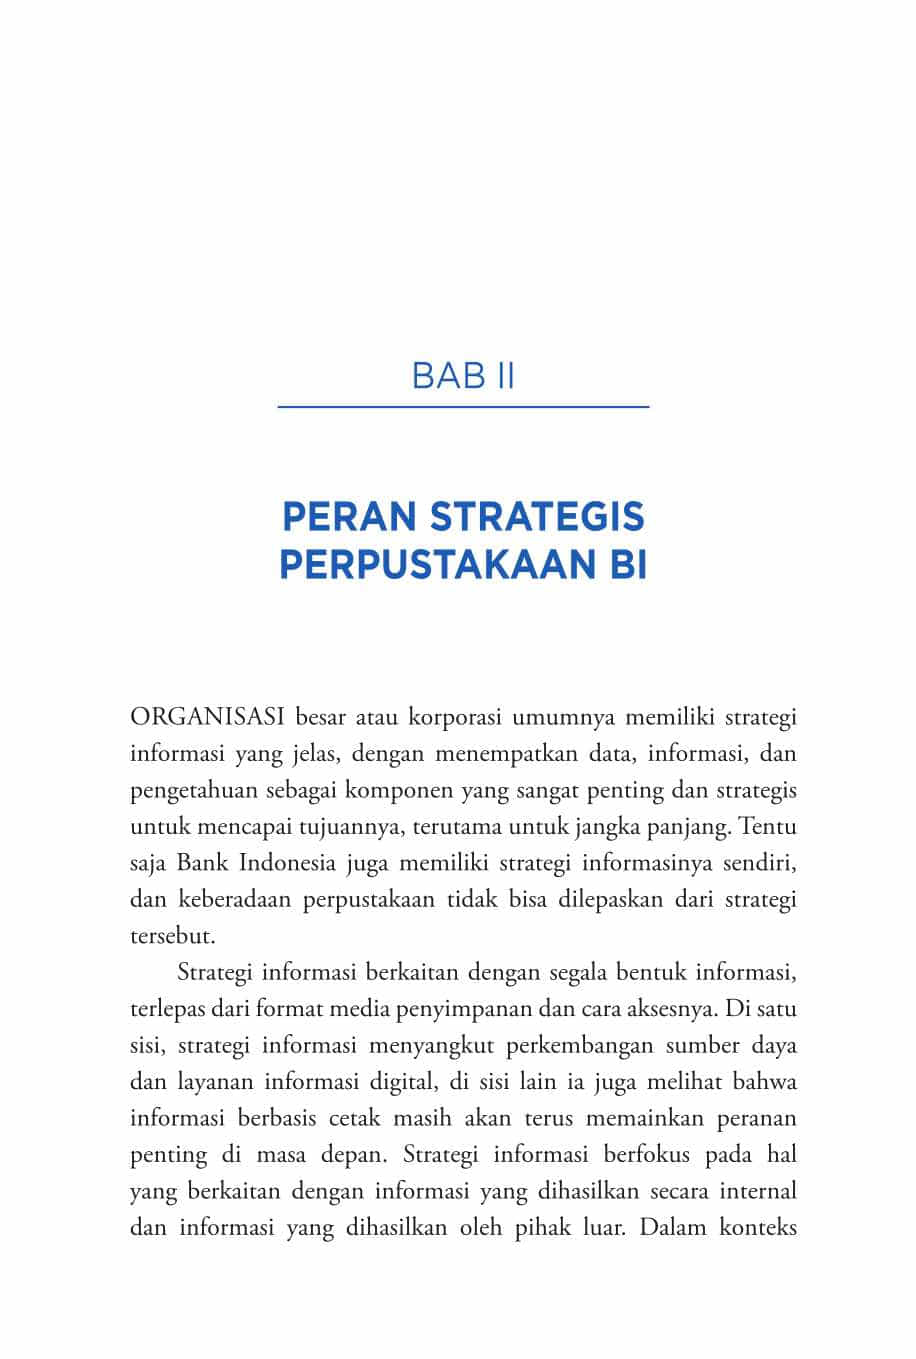 BAB II
PERAN STRATEGIS
PERPUSTAKAAN BI
ORGANISASI besar atau korporasi umumnya memiliki strategi
informasi yang jelas, dengan menempatkan data, informasi, dan
pengetahuan sebagai komponen yang sangat penting dan strategis
untuk mencapai tujuannya, terutama untuk jangka panjang. Tentu
saja Bank Indonesia juga memiliki strategi informasinya sendiri,
dan keberadaan perpustakaan tidak bisa dilepaskan dari strategi
tersebut.
Strategi informasi berkaitan dengan segala bentuk informasi,
terlepas dari format media penyimpanan dan cara aksesnya. Di satu
sisi, strategi informasi menyangkut perkembangan sumber daya
dan layanan informasi digital, di sisi lain ia juga melihat bahwa
informasi berbasis cetak masih akan terus memainkan peranan
penting di masa depan. Strategi informasi berfokus pada hal
yang berkaitan dengan informasi yang dihasilkan secara internal
dan informasi yang dihasilkan oleh pihak luar. Dalam konteks